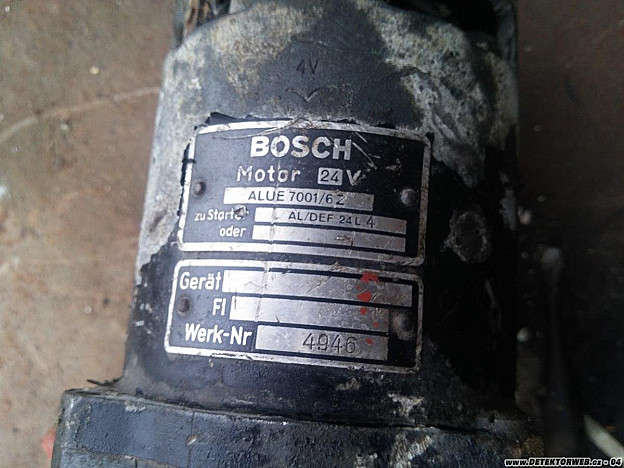 4V
BOSCH
Motor 24 V
ALUE 7001/6Z
zu Starter AL/DEF 24 L 4
oder
Gerät
Fl
Werk-Nr 4946
www.DETEKTORWEB.cz - 04